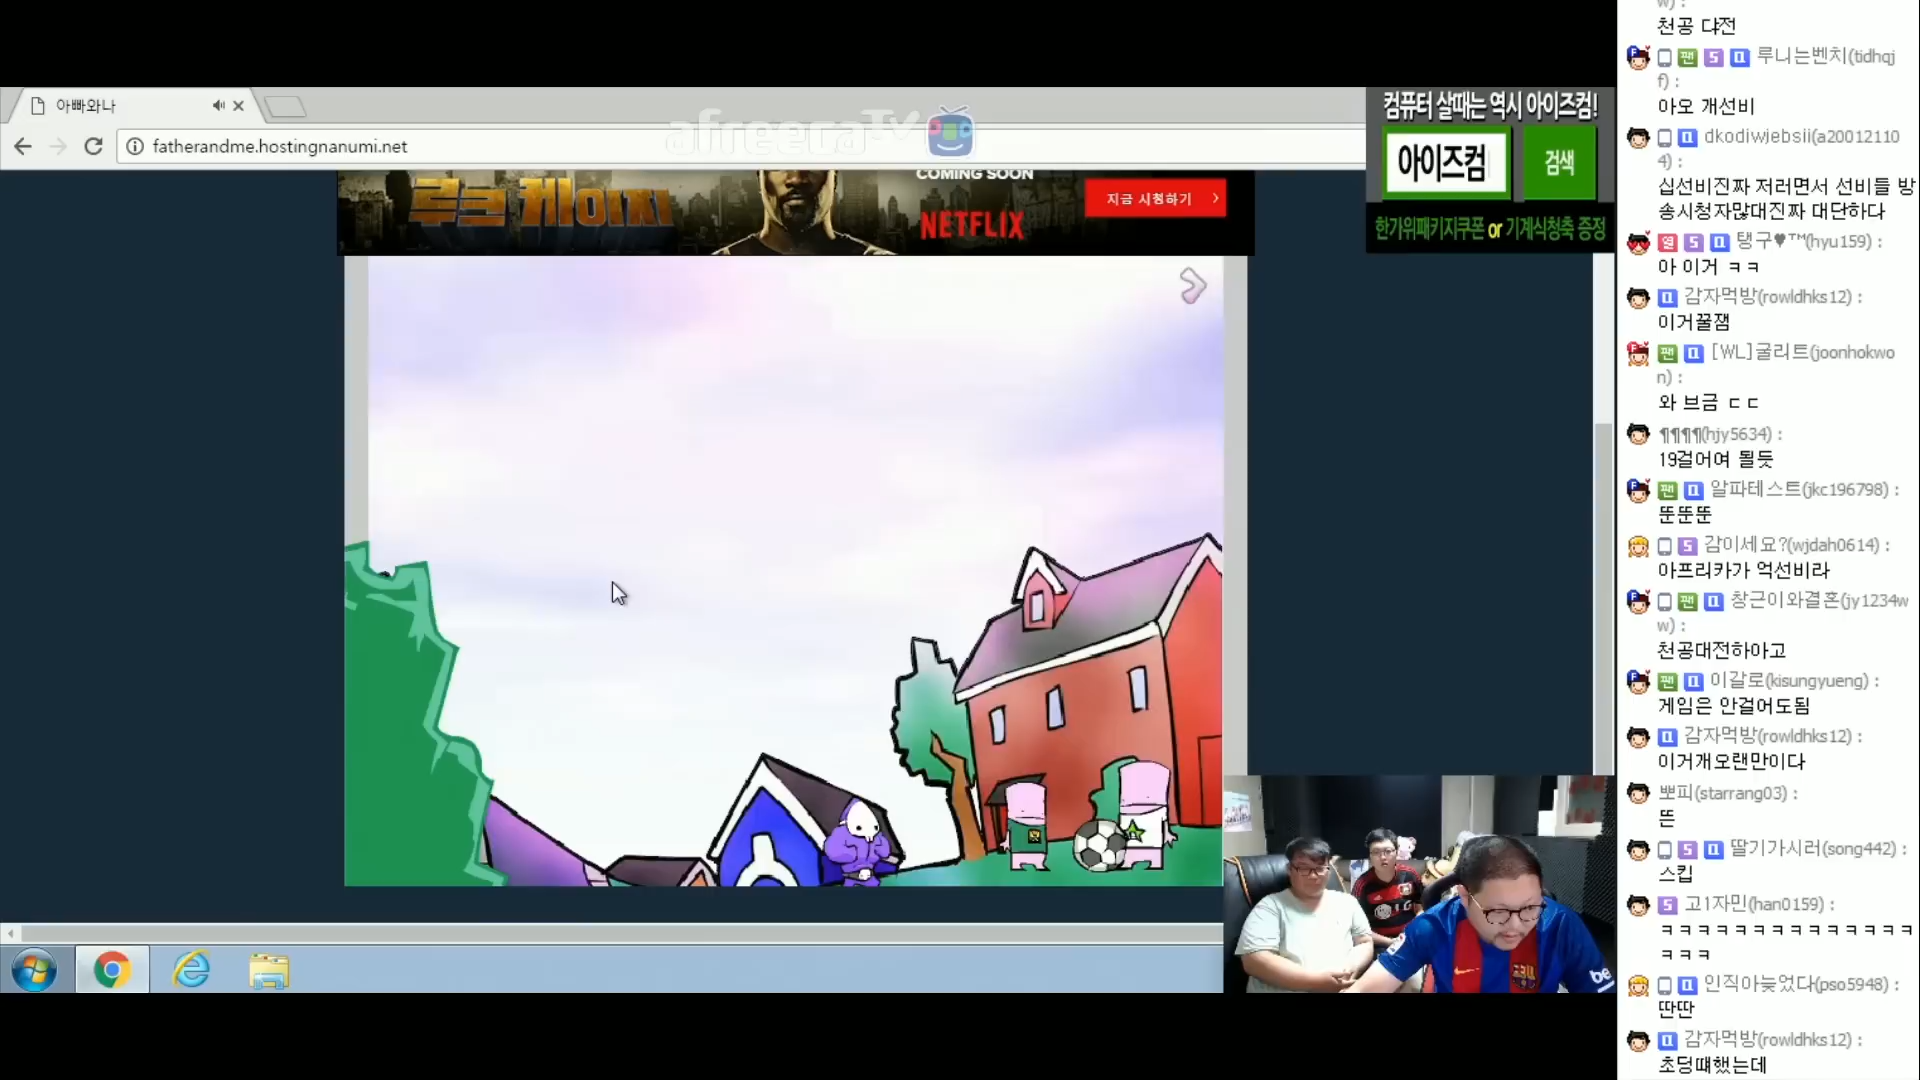 아빠와나
fatherandme.hostingnanumi.net
afreecaTV
컴퓨터 살때는 역시 아이즈컴!
아이즈컴 검색
한가위패키지쿠폰 or 기계식청축 증정
루크 케이지
COMING SOON
NETFLIX
지금 시청하기
w) :
천공 댜전
루니는벤치(tidhqj
f) :
아오 개선비
dkodiwjebsii(a20012110
4) :
십선비진짜 저러면서 선비들 방
송시청자많대진짜 대단하다
탱구♥™(hyu159) :
아 이거 ㅋㅋ
감자먹방(rowldhks12) :
이거꿀잼
[WL]굴리트(joonhokwo
n) :
와 브금 ㄷㄷ
¶¶¶¶(hjy5634) :
19걸어여 될듯
알파테스트(jkc196798) :
뚠뚠뚠
감이세요?(wjdah0614) :
아프리카가 억선비라
창근이와결혼(jy1234w
w) :
천공대전하아고
이갈로(kisungyueng) :
게임은 안걸어도됨
감자먹방(rowldhks12) :
이거개오랜만이다
뽀피(starrang03) :
뜬
딸기가시러(song442) :
스킵
고1자민(han0159) :
ㅋㅋㅋㅋㅋㅋㅋㅋㅋㅋㅋㅋㅋㅋ
ㅋㅋㅋ
인직아늦었다(pso5948) :
딴딴
감자먹방(rowldhks12) :
초덩떄했는데